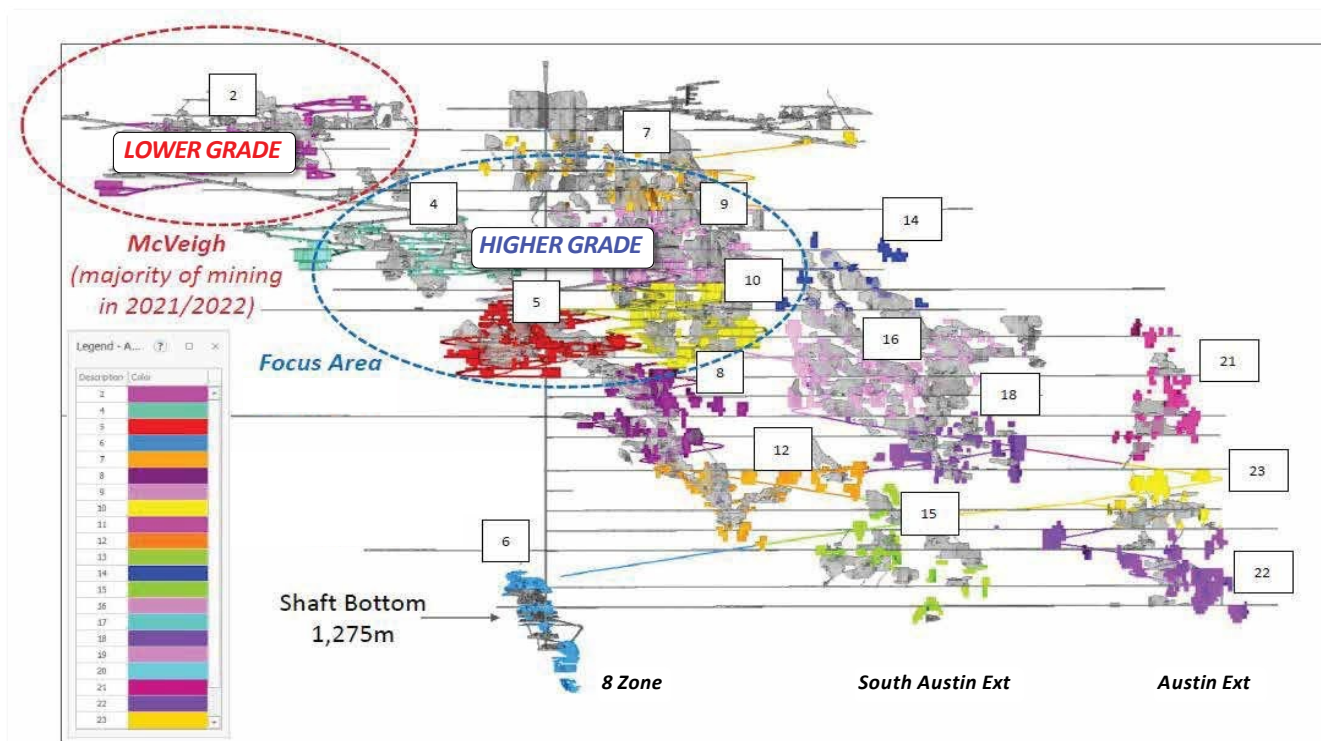 2
LOWER GRADE
7
4
9
14
HIGHER GRADE
McVeigh
(majority of mining
in 2021/2022)
10
5
16
Focus Area
8
21
18
12
23
15
6
22
Shaft Bottom
1,275m
8 Zone
South Austin Ext
Austin Ext
Legend - A... ?
Description Color
2
4
5
6
7
8
9
10
11
12
13
14
15
16
17
18
19
20
21
22
23